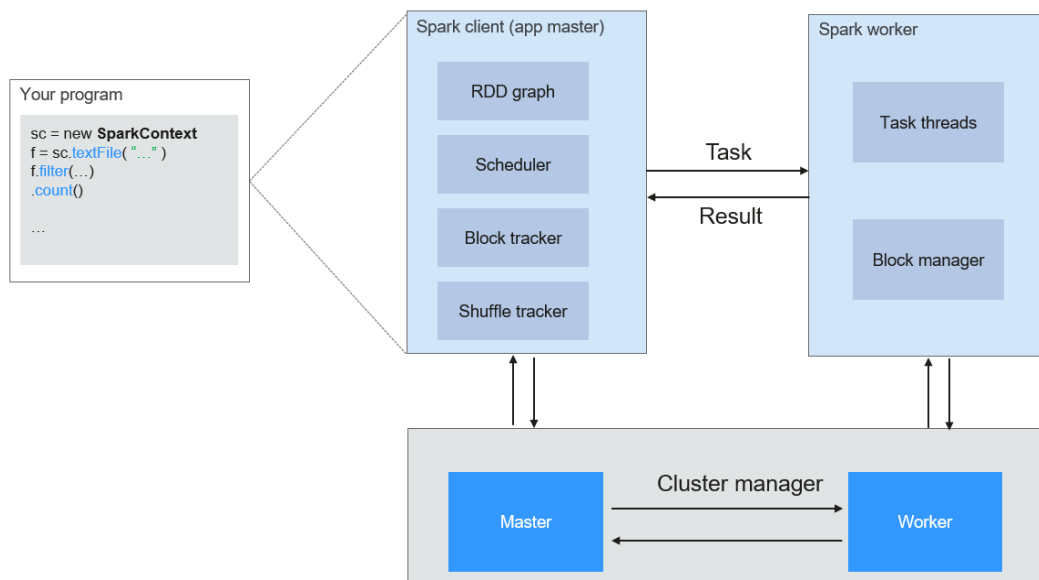 Your program
sc = new SparkContext
f = sc.textFile( “...” )
f.filter(…)
.count()
…
Spark client (app master)
RDD graph
Scheduler
Block tracker
Shuffle tracker
Task
Result
Spark worker
Task threads
Block manager
Cluster manager
Master
Worker